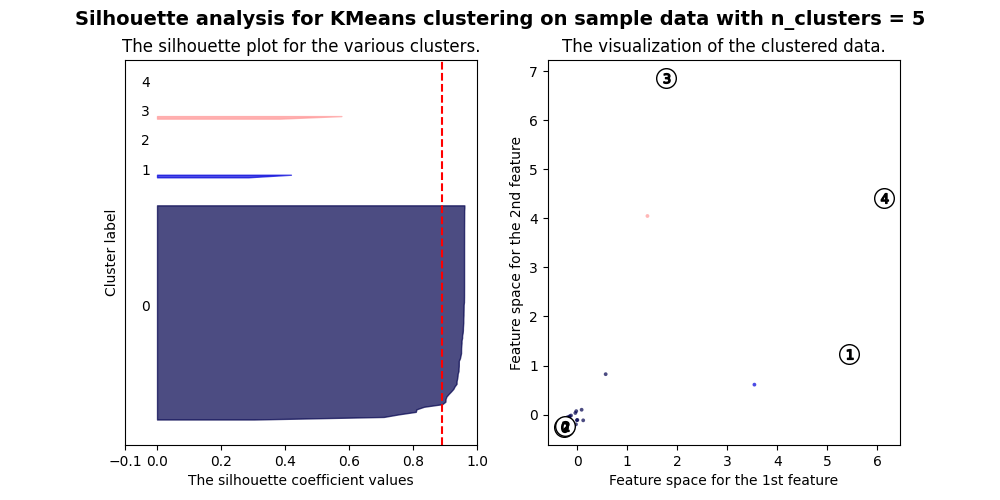 Silhouette analysis for KMeans clustering on sample data with n_clusters = 5
The silhouette plot for the various clusters.
Cluster label
4
3
2
1
0
−0.1 0.0 0.2 0.4 0.6 0.8 1.0
The silhouette coefficient values
The visualization of the clustered data.
Feature space for the 2nd feature
7
6
5
4
3
2
1
0
3
4
1
0 1 2 3 4 5 6
Feature space for the 1st feature